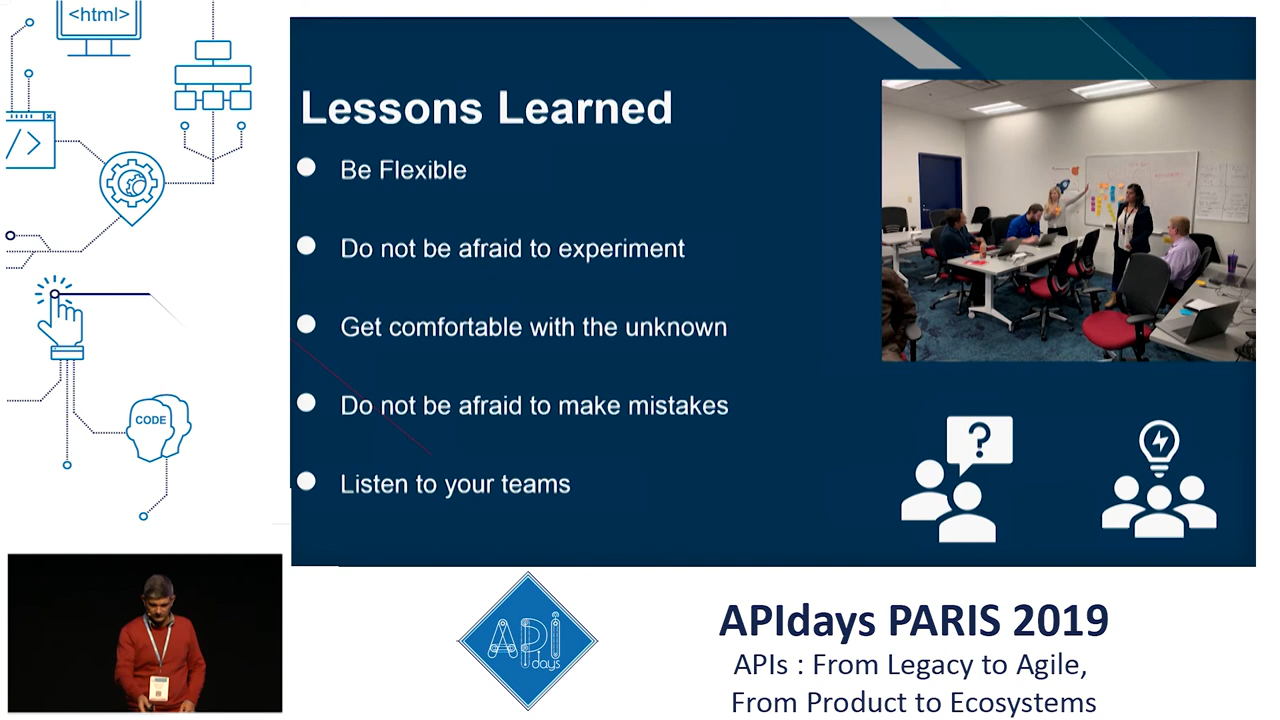 <html>
/>
CODE
Lessons Learned
Be Flexible
Do not be afraid to experiment
Get comfortable with the unknown
Do not be afraid to make mistakes
Listen to your teams
?
API
days
APIdays PARIS 2019
APIs : From Legacy to Agile,
From Product to Ecosystems